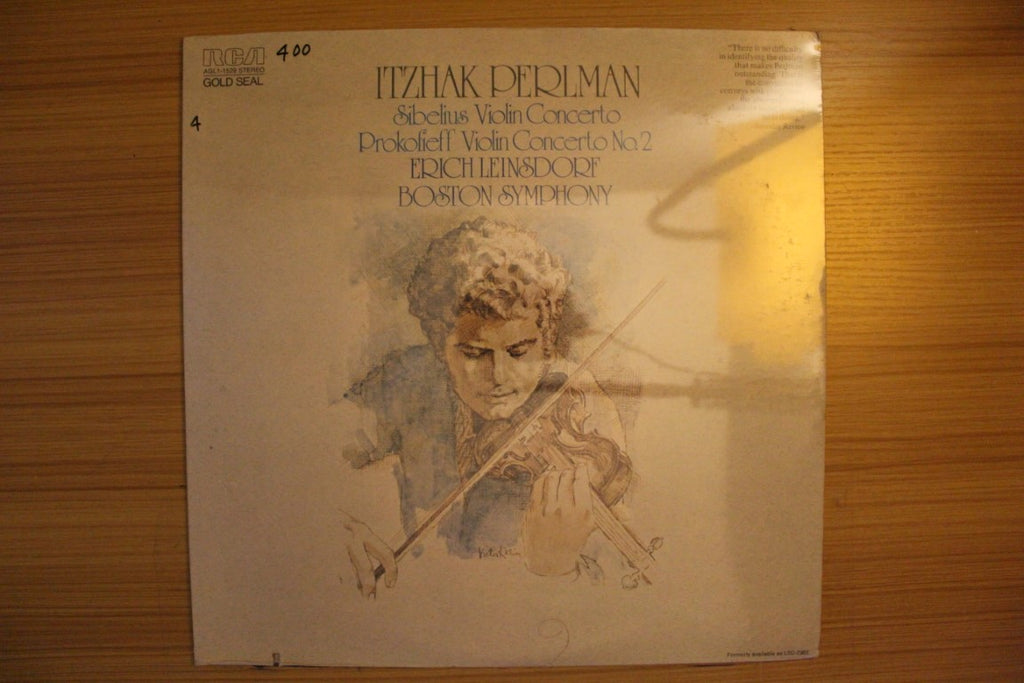 RCA
400
AGL1-1529 STEREO
GOLD SEAL
4
ITZHAK PERLMAN
Sibelius Violin Concerto
Prokofieff Violin Concerto No. 2
ERICH LEINSDORF
BOSTON SYMPHONY
"There is no difficulty
in identifying the quality
that makes Perlman
outstanding.
Review
Formerly available as LSC-2962